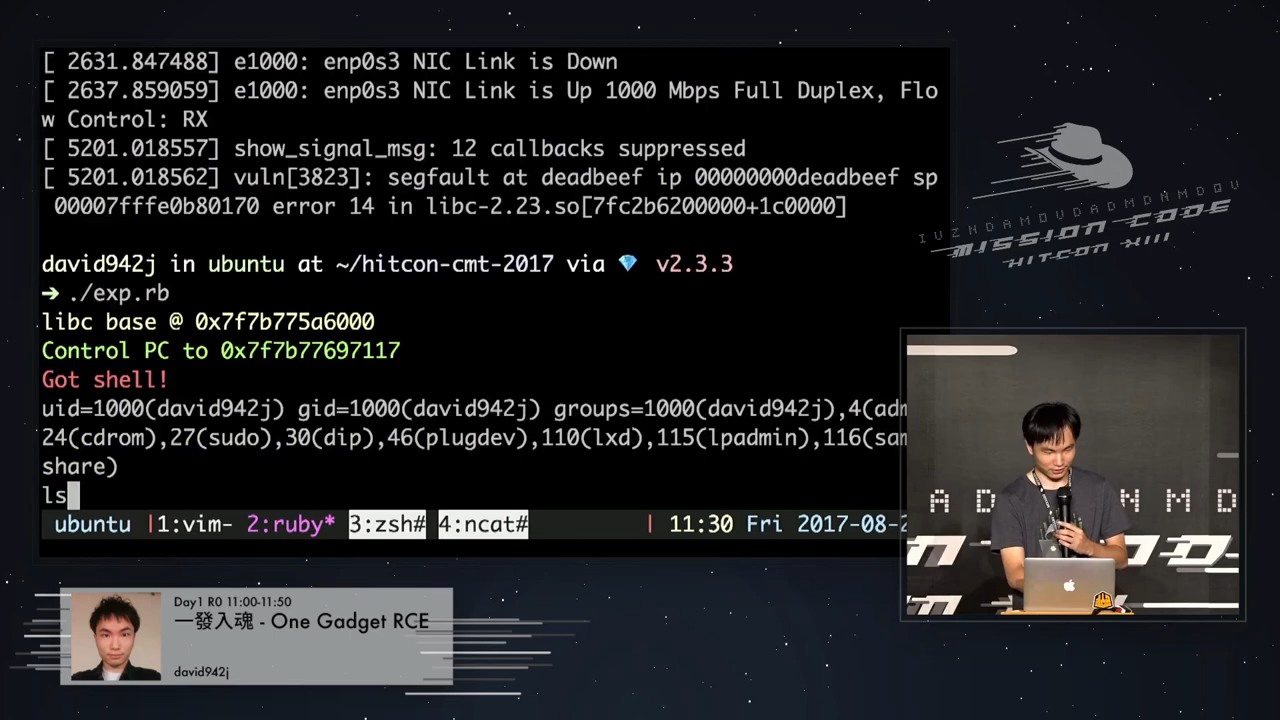 [ 2631.847488] e1000: enp0s3 NIC Link is Down
[ 2637.859059] e1000: enp0s3 NIC Link is Up 1000 Mbps Full Duplex, Flo
w Control: RX
[ 5201.018557] show_signal_msg: 12 callbacks suppressed
[ 5201.018562] vuln[3823]: segfault at deadbeef ip 00000000deadbeef sp
00007fffe0b80170 error 14 in libc-2.23.so[7fc2b6200000+1c0000]
david942j in ubuntu at ~/hitcon-cmt-2017 via 💎 v2.3.3
➜ ./exp.rb
libc base @ 0x7f7b775a6000
Control PC to 0x7f7b77697117
Got shell!
uid=1000(david942j) gid=1000(david942j) groups=1000(david942j),4(adm
24(cdrom),27(sudo),30(dip),46(plugdev),110(lxd),115(lpadmin),116(sam
share)
ls
ubuntu |1:vim- 2:ruby* 3:zsh# 4:ncat# | 11:30 Fri 2017-08-2
IVZNDAMOVDADMDNMDOV
MISSION CODE
HITCON XIII
A D N M D
Day1 R0 11:00-11:50
一發入魂 - One Gadget RCE
david942j